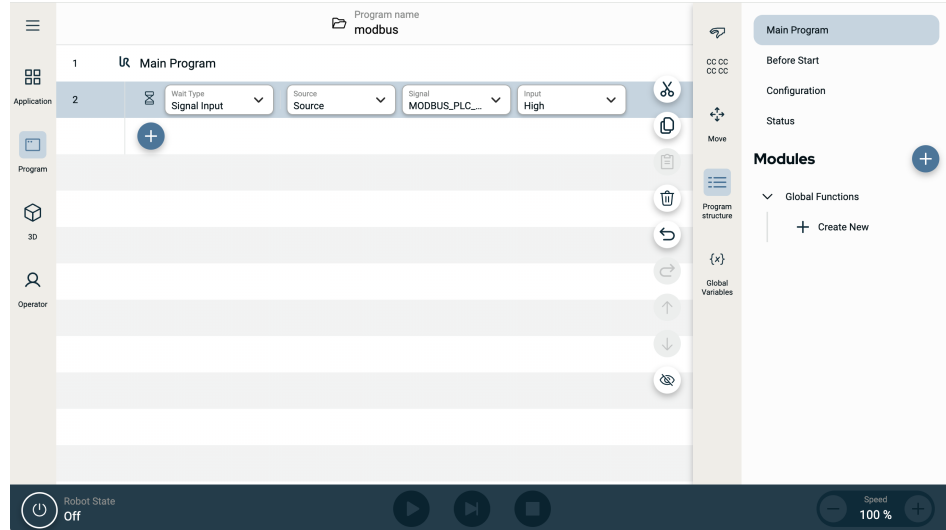 Program name
modbus
Application
Program
3D
Operator
1 Main Program
2
Wait Type
Signal Input
Source
Source
Signal
MODBUS_PLC_...
Input
High
CC CC
CC CC
Move
Program
structure
{x}
Global
Variables
Main Program
Before Start
Configuration
Status
Modules
Global Functions
Create New
Robot State
Off
Speed
100 %